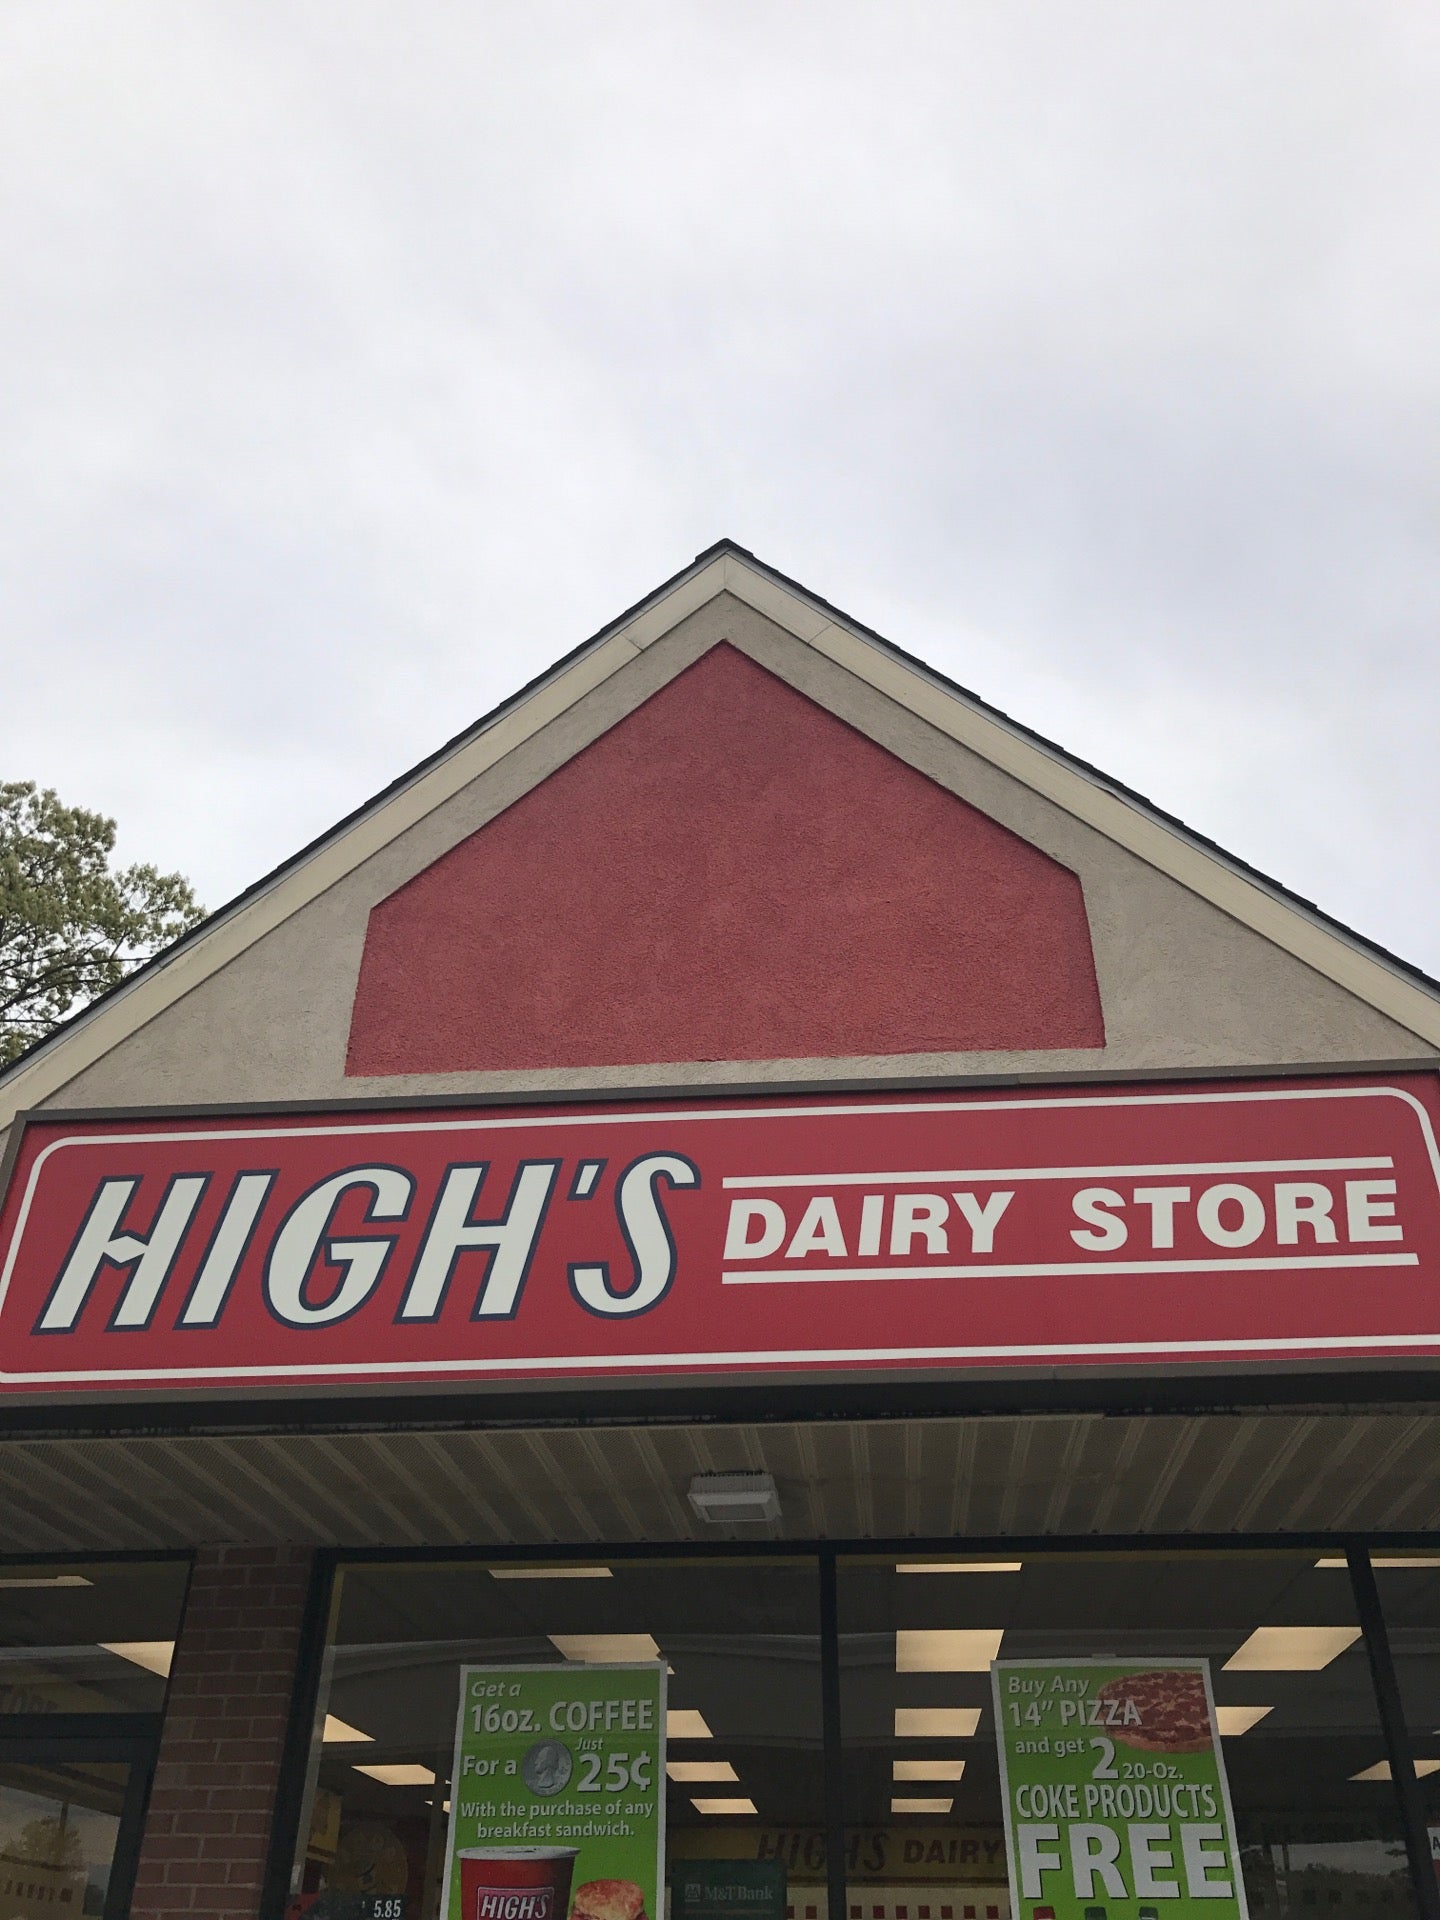 HIGH'S DAIRY STORE
Get a
16oz. COFFEE
Just
For a 25¢
With the purchase of any
breakfast sandwich.
HIGH'S
Buy Any
14" PIZZA
and get 2 20-Oz.
COKE PRODUCTS
FREE
HIGH'S DAIRY
M&T Bank
5.85